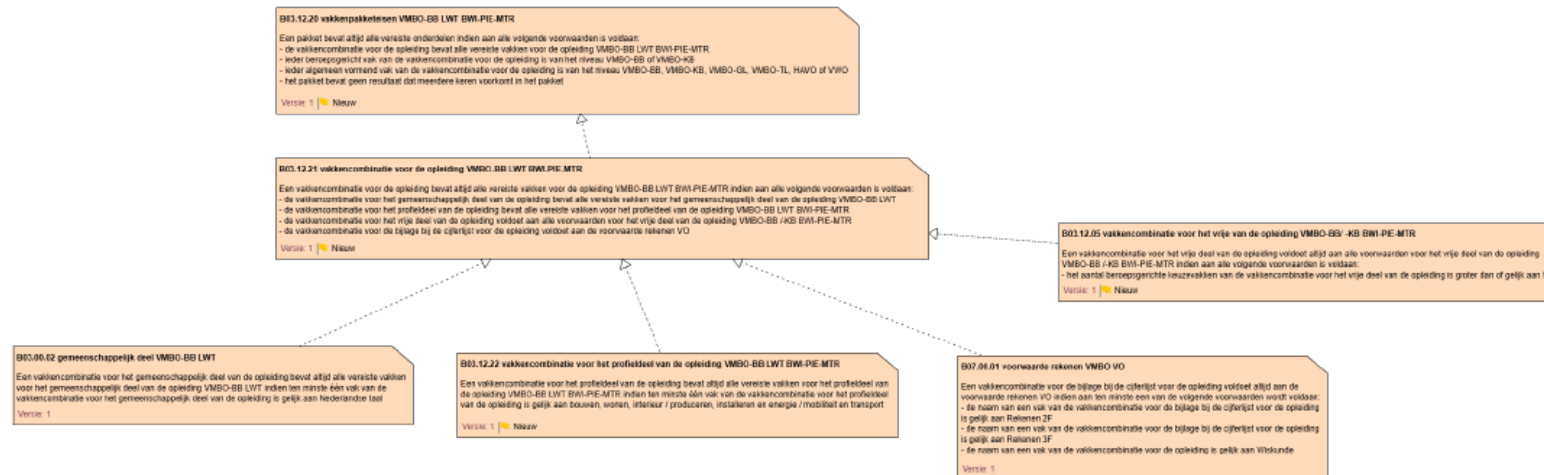 B03.12.20 vakkenpakketeisen VMBO-BB LWT BWI-PIE-MTR
Een pakket bevat altijd alle vereiste onderdelen indien aan alle volgende voorwaarden is voldaan:
- de vakkencombinatie voor de opleiding bevat alle vereiste vakken voor de opleiding VMBO-BB LWT BWI-PIE-MTR
- ieder beroepsgericht vak van de vakkencombinatie voor de opleiding is van het niveau VMBO-BB of VMBO-KB
- ieder algemeen vormend vak van de vakkencombinatie voor de opleiding is van het niveau VMBO-BB, VMBO-KB, VMBO-GL, VMBO-TL, HAVO of VWO
- het pakket bevat geen resultaat dat meerdere keren voorkomt in het pakket
Versie: 1 Nieuw
B03.12.21 vakkencombinatie voor de opleiding VMBO-BB LWT BWI-PIE-MTR
Een vakkencombinatie voor de opleiding bevat altijd alle vereiste vakken voor de opleiding VMBO-BB LWT BWI-PIE-MTR indien aan alle volgende voorwaarden is voldaan:
- de vakkencombinatie voor het gemeenschappelijk deel van de opleiding bevat alle vereiste vakken voor het gemeenschappelijk deel van de opleiding VMBO-BB LWT
- de vakkencombinatie voor het profieldeel van de opleiding bevat alle vereiste vakken voor het profieldeel van de opleiding VMBO-BB LWT BWI-PIE-MTR
- de vakkencombinatie voor het vrije deel van de opleiding voldoet aan alle voorwaarden voor het vrije deel van de opleiding VMBO-BB /-KB BWI-PIE-MTR
- de vakkencombinatie voor de bijlage bij de cijferlijst voor de opleiding voldoet aan de voorwaarde rekenen VO
Versie: 1 Nieuw
B03.12.05 vakkencombinatie voor het vrije van de opleiding VMBO-BB/ -KB BWI-PIE-MTR
Een vakkencombinatie voor het vrije deel van de opleiding voldoet altijd aan alle voorwaarden voor het vrije deel van de opleiding
VMBO-BB /-KB BWI-PIE-MTR indien aan alle volgende voorwaarden is voldaan:
- het aantal beroepsgerichte keuzevakken van de vakkencombinatie voor het vrije deel van de opleiding is groter dan of gelijk aan
Versie: 1 Nieuw
B03.00.02 gemeenschappelijk deel VMBO-BB LWT
Een vakkencombinatie voor het gemeenschappelijk deel van de opleiding bevat altijd alle vereiste vakken
voor het gemeenschappelijk deel van de opleiding VMBO-BB LWT indien ten minste één vak van de
vakkencombinatie voor het gemeenschappelijk deel van de opleiding is gelijk aan Nederlandse taal
Versie: 1
B03.12.22 vakkencombinatie voor het profieldeel van de opleiding VMBO-BB LWT BWI-PIE-MTR
Een vakkencombinatie voor het profieldeel van de opleiding bevat altijd alle vereiste vakken voor het profieldeel van
de opleiding VMBO-BB LWT BWI-PIE-MTR indien ten minste één vak van de vakkencombinatie voor het profieldeel
van de opleiding is gelijk aan bouwen, wonen, interieur / produceren, installeren en energie / mobiliteit en transport
Versie: 1 Nieuw
B07.00.01 voorwaarde rekenen VMBO VO
Een vakkencombinatie voor de bijlage bij de cijferlijst voor de opleiding voldoet altijd aan de
voorwaarde rekenen VO indien aan ten minste een van de volgende voorwaarden wordt voldaan:
- de naam van een vak van de vakkencombinatie voor de bijlage bij de cijferlijst voor de opleiding
is gelijk aan Rekenen 2F
- de naam van een vak van de vakkencombinatie voor de bijlage bij de cijferlijst voor de opleiding
is gelijk aan Rekenen 3F
- de naam van een vak van de vakkencombinatie voor de opleiding is gelijk aan Wiskunde
Versie: 1